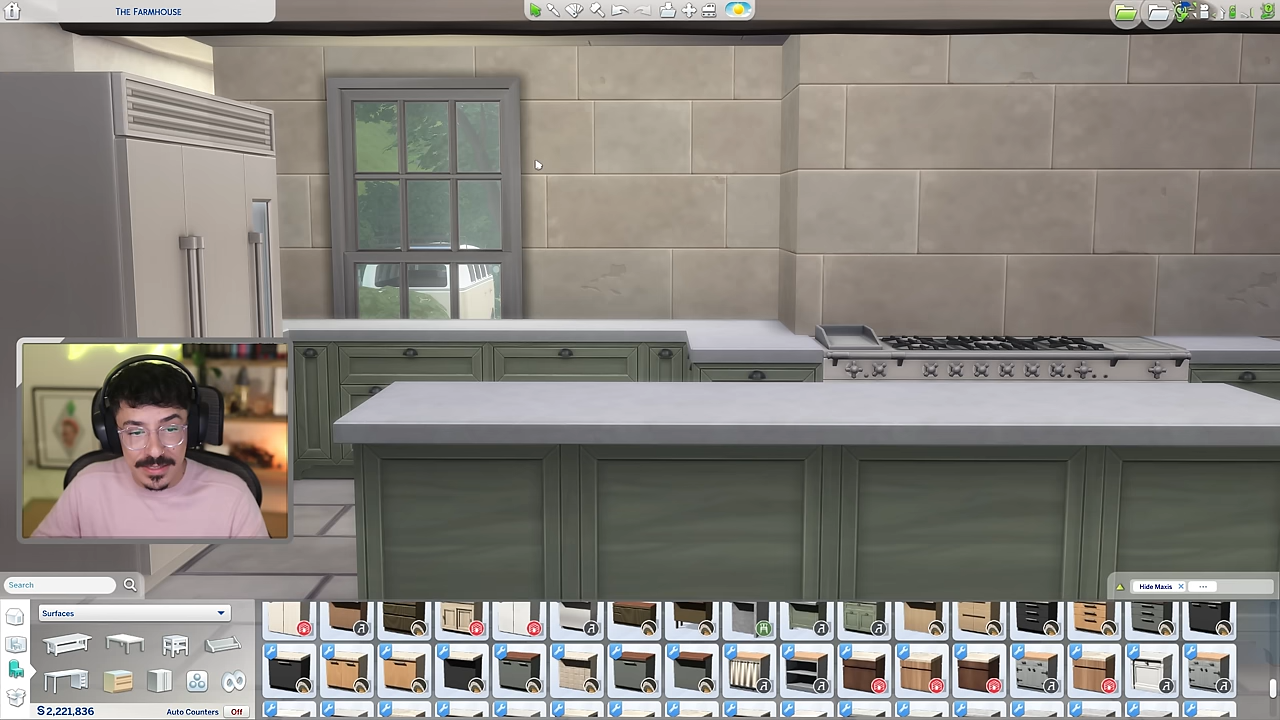 The Farmhouse
Search
Hide Maxis
Surfaces
§2,221,836
Auto Counters
Off